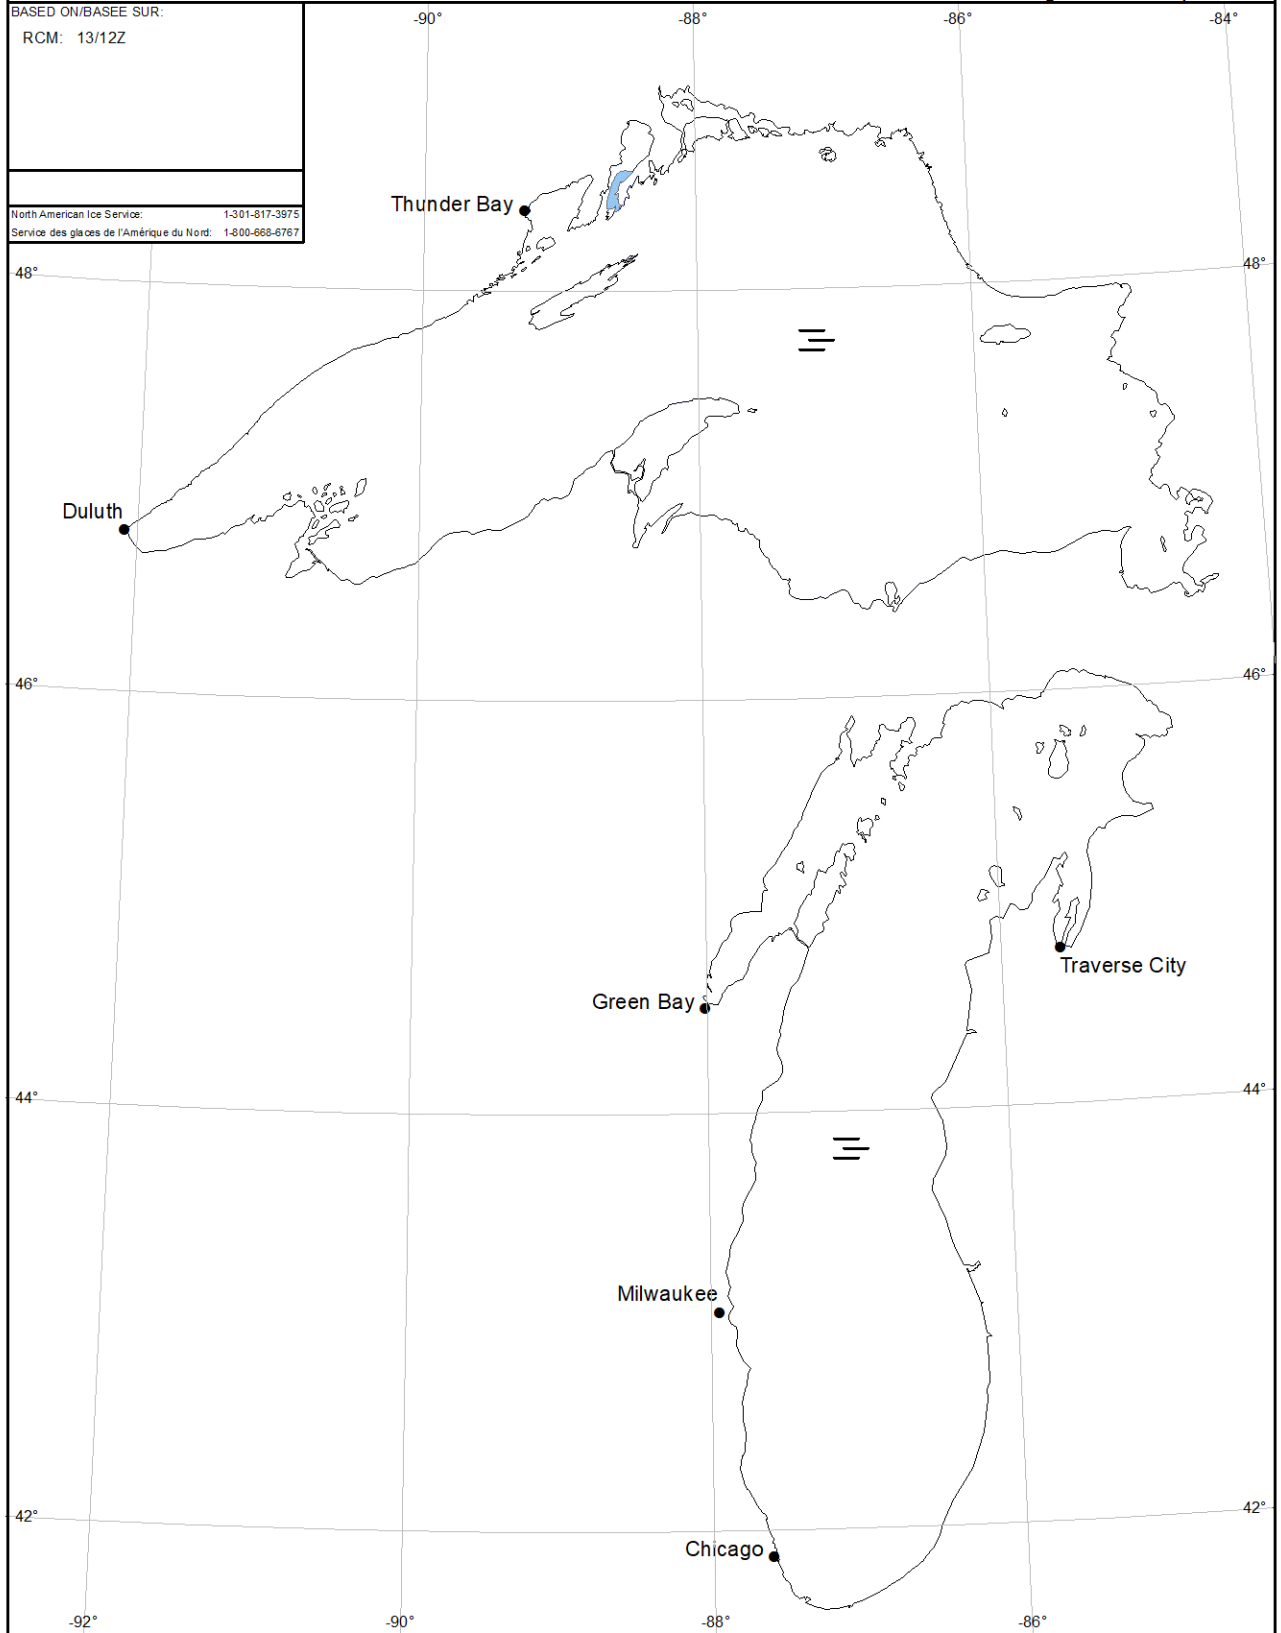 -90°
-88°
-86°
-84°
BASED ON/BASEE SUR:
RCM: 13/12Z
Thunder Bay
North American Ice Service: 1-301-817-3975
Service des glaces de l'Amérique du Nord: 1-800-668-6767
48°
48°
Duluth
46°
46°
Traverse City
Green Bay
44°
44°
Milwaukee
42°
42°
Chicago
-92°
-90°
-88°
-86°